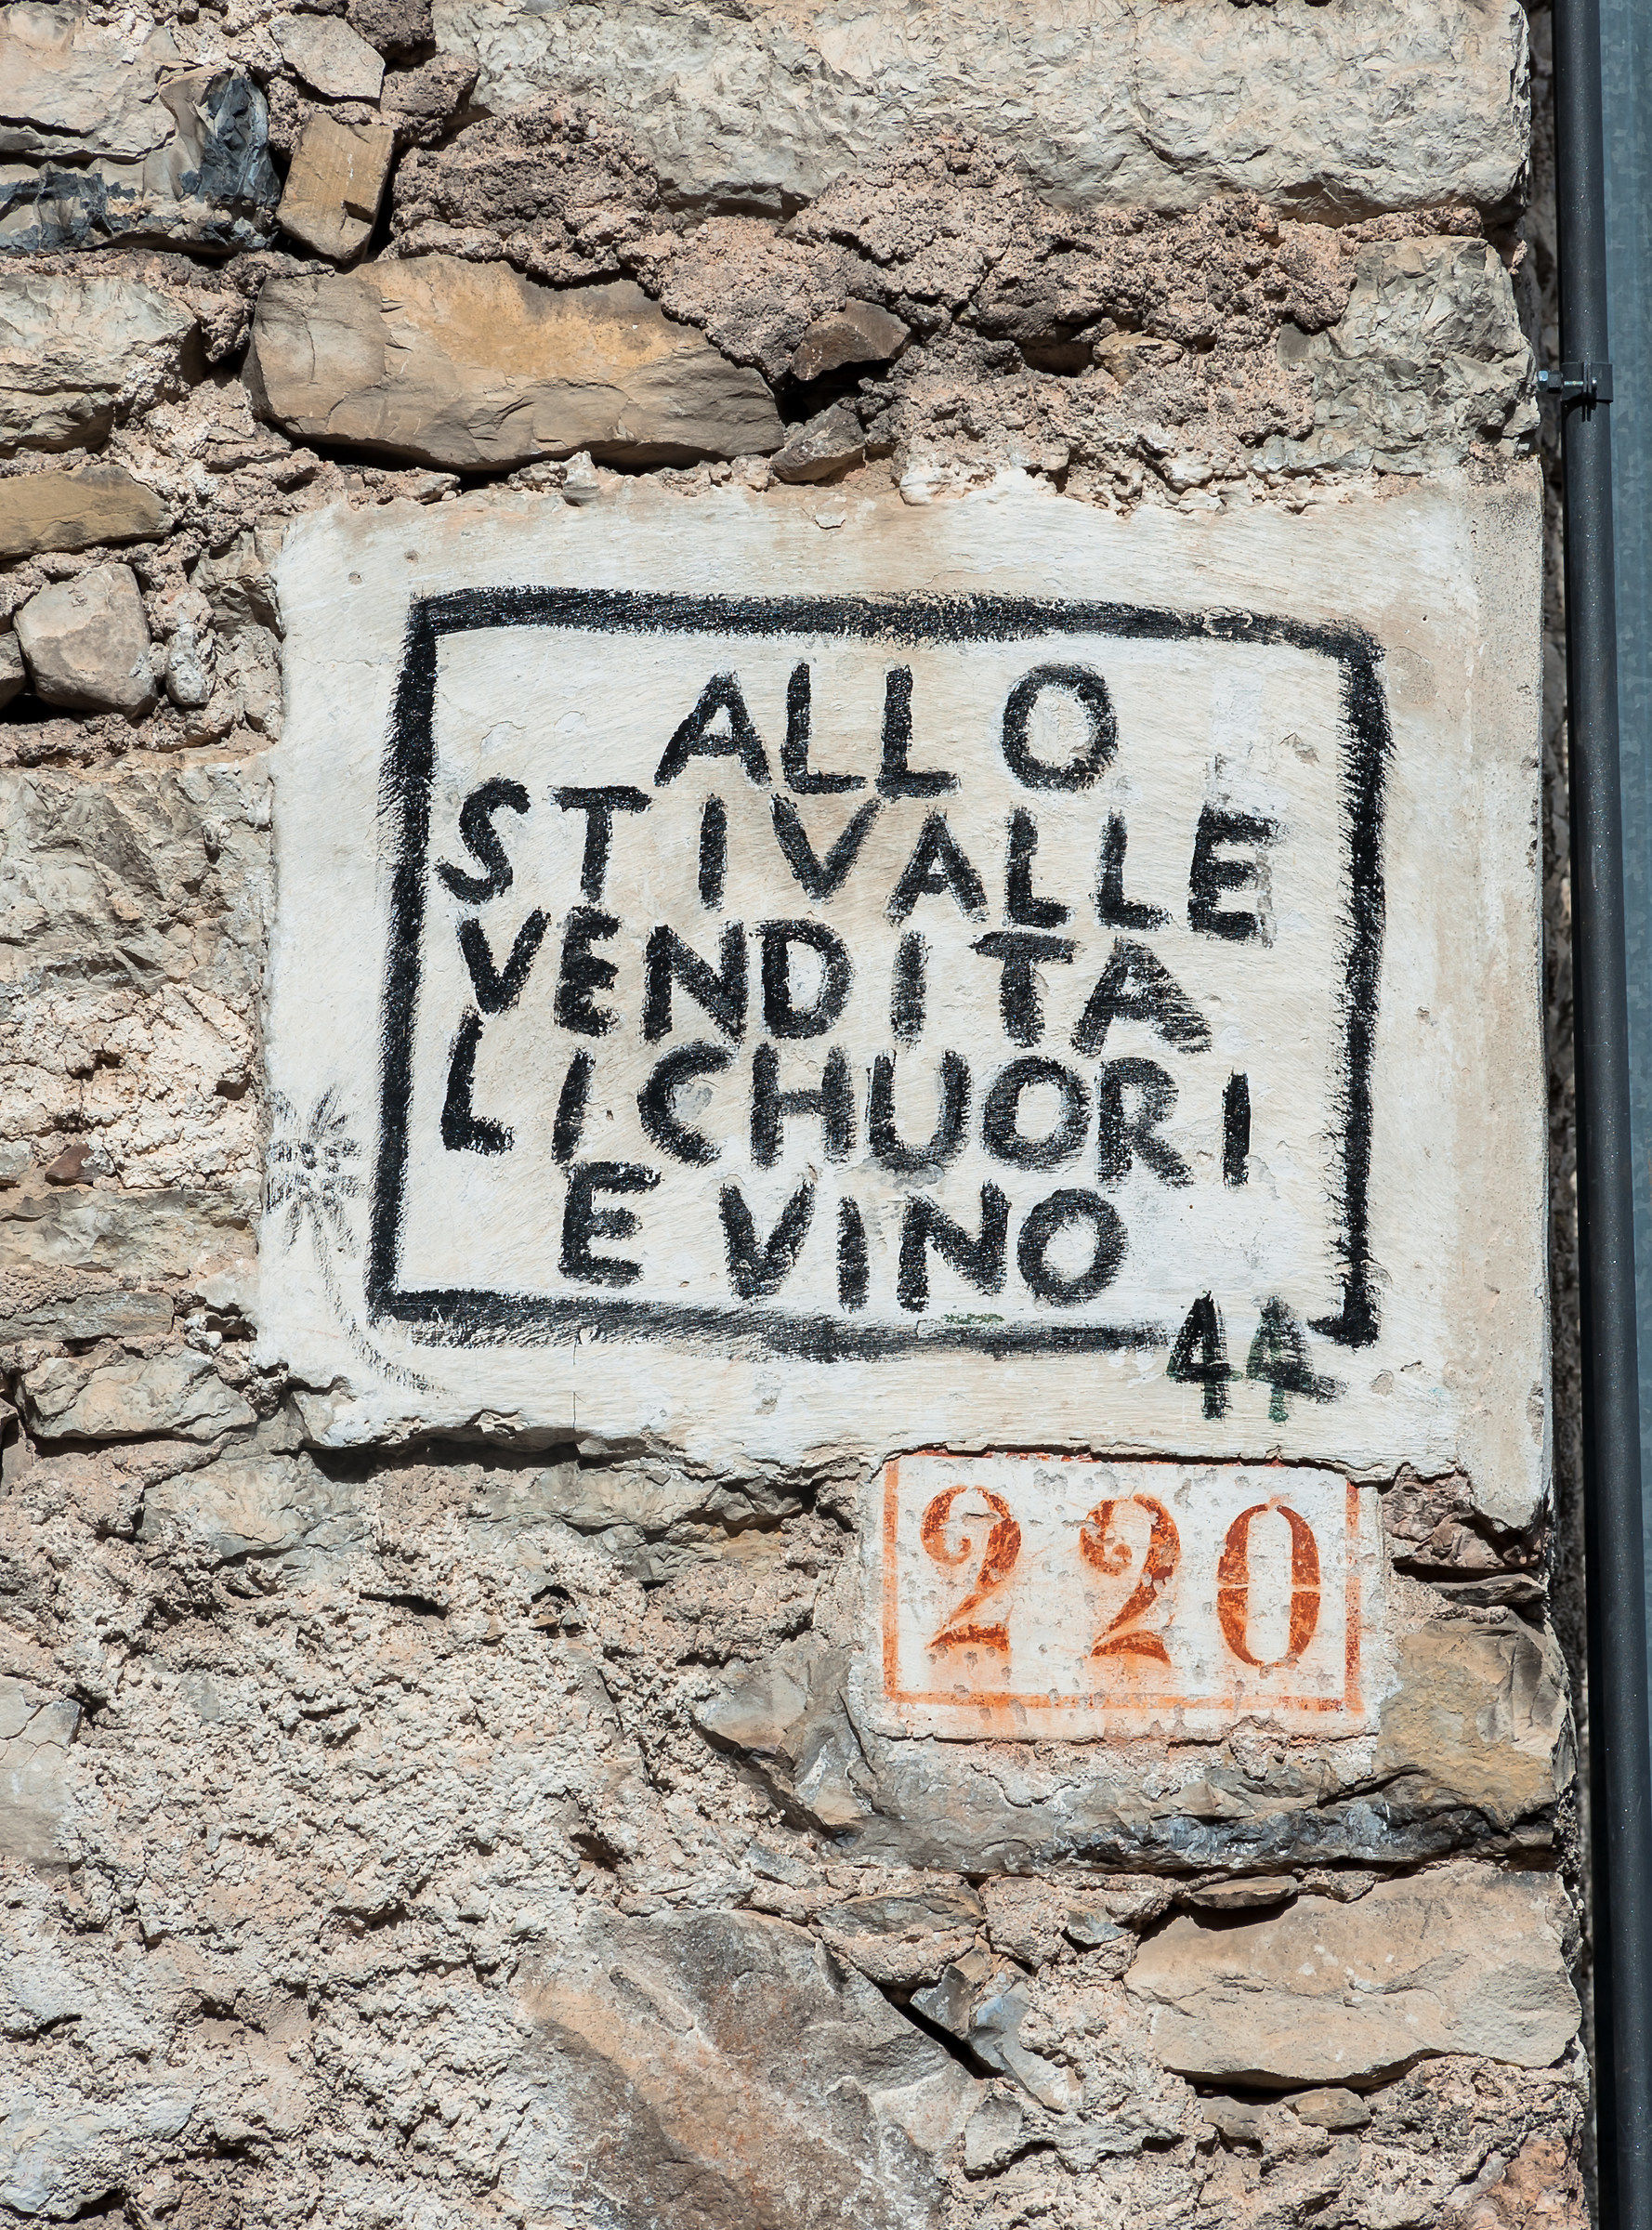 ALLO
STIVALLE
VENDITA
LICHUORI
E VINO
44
220